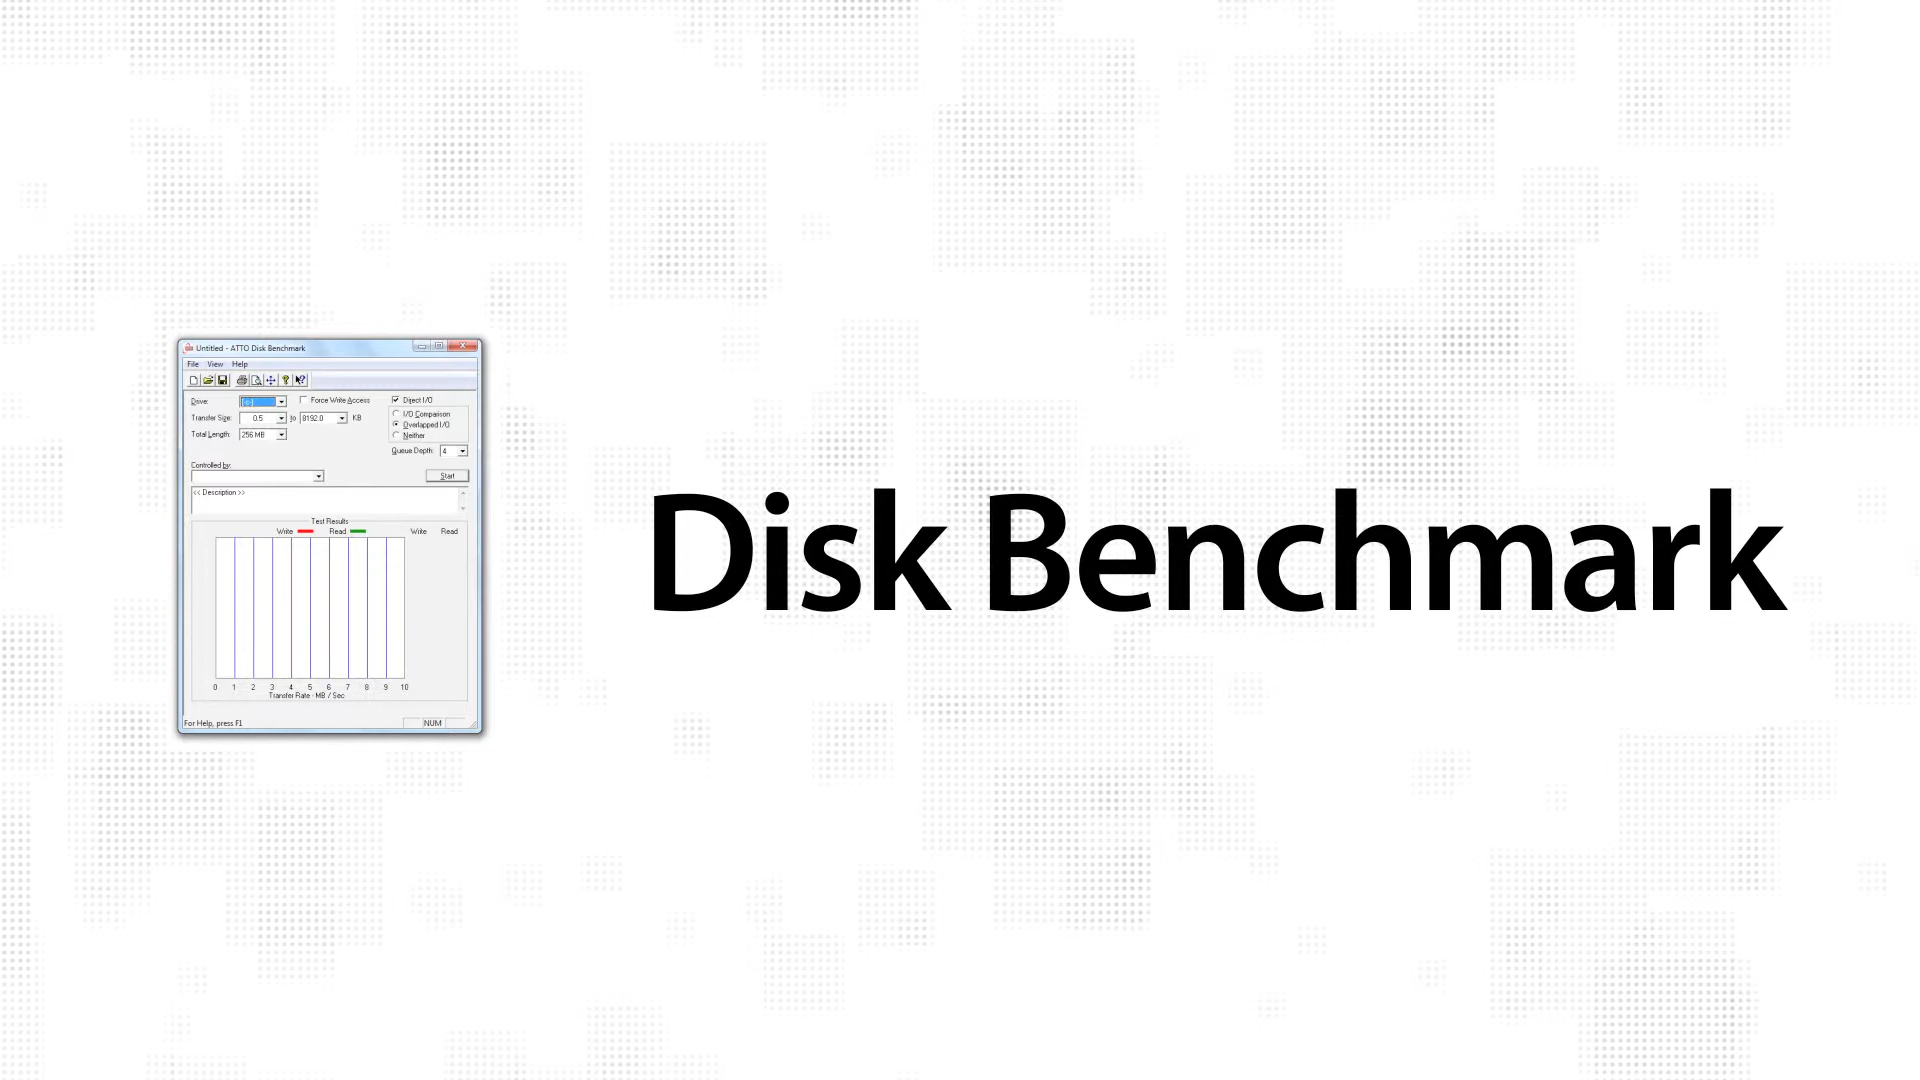 Untitled - ATTO Disk Benchmark
File View Help
Drive: Force Write Access Direct I/O
Transfer Size: 0.5 to 8192.0 KB I/O Comparison
Overlapped I/O
Total Length: 256 MB Neither
Queue Depth: 4
Controlled by:
Start
<< Description >>
Test Results
Write Read Write Read
0 1 2 3 4 5 6 7 8 9 10
Transfer Rate - MB / Sec
For Help, press F1 NUM
Disk Benchmark